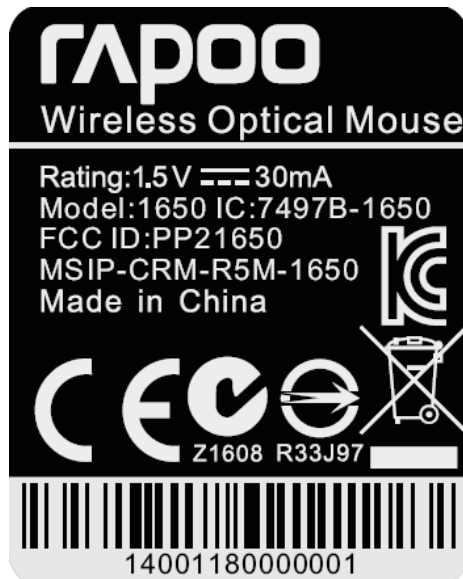 rapoo
Wireless Optical Mouse
Rating:1.5V 30mA
Model:1650 IC:7497B-1650
FCC ID:PP21650
MSIP-CRM-R5M-1650
Made in China
CE
Z1608 R33J97
14001180000001